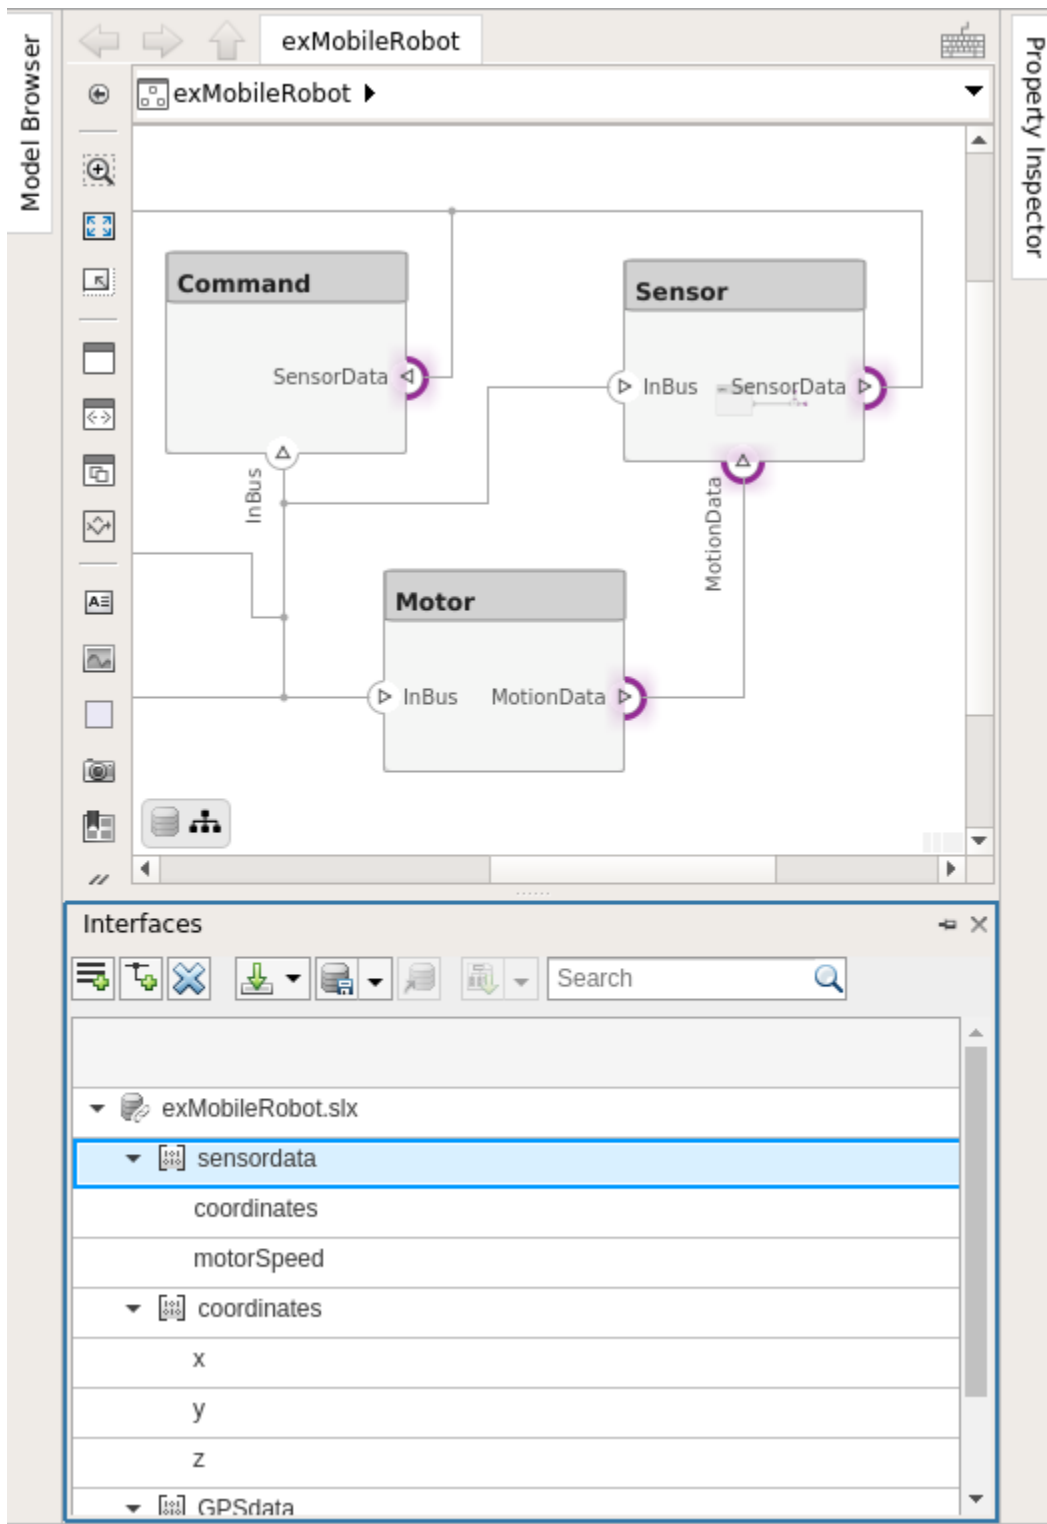 Model Browser
exMobileRobot
Property Inspector
exMobileRobot
Command
SensorData
InBus
Sensor
InBus
SensorData
MotionData
Motor
InBus
MotionData
Interfaces
Search
exMobileRobot.slx
sensordata
coordinates
motorSpeed
coordinates
x
y
z
GPSdata